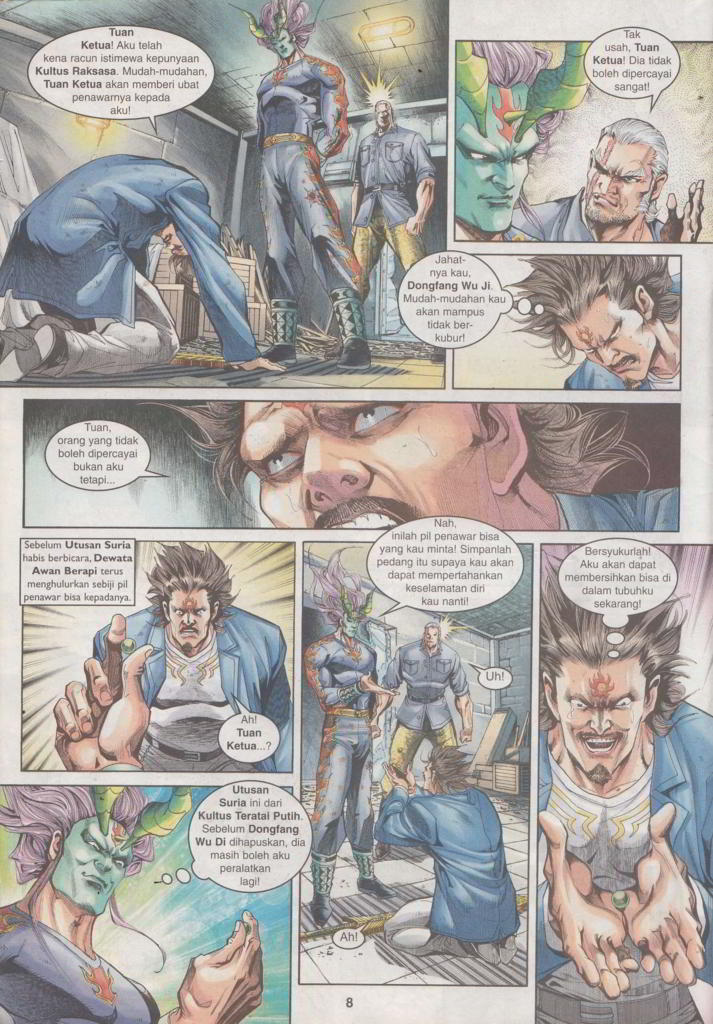 Tuan
Ketua! Aku telah
kena racun istimewa kepunyaan
Kultus Raksasa. Mudah-mudahan,
Tuan Ketua akan memberi ubat
penawarnya kepada
aku!
Tak
usah, Tuan
Ketua! Dia tidak
boleh dipercayai
sangat!
Jahat-
nya kau,
Dongfang Wu Ji.
Mudah-mudahan kau
akan mampus
tidak ber-
kubur!
Tuan,
orang yang tidak
boleh dipercayai
bukan aku
tetapi...
Sebelum Utusan Suria
habis berbicara, Dewata
Awan Berapi terus
menghulurkan sebiji pil
penawar bisa kepadanya.
Ah!
Tuan
Ketua...?
Nah,
inilah pil penawar bisa
yang kau minta! Simpanlah
pedang itu supaya kau akan
dapat mempertahankan
keselamatan diri
kau nanti!
Uh!
Ah!
Bersyukurlah!
Aku akan dapat
membersihkan bisa di
dalam tubuhku
sekarang!
Utusan
Suria ini dari
Kultus Teratai Putih.
Sebelum Dongfang
Wu Di dihapuskan, dia
masih boleh aku
peralatkan
lagi!
8